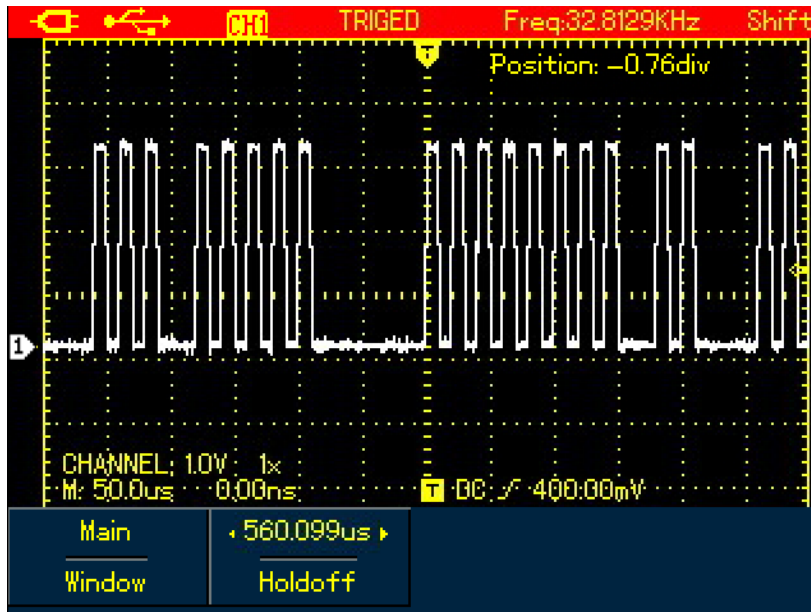 CH1 TRIGED Freq:32.8129KHz Shift
T
Position: -0.76div
1
CHANNEL: 1.0V 1x
M: 50.0us 0.00ns T DC 400.00mV
Main 560.099us
Window Holdoff